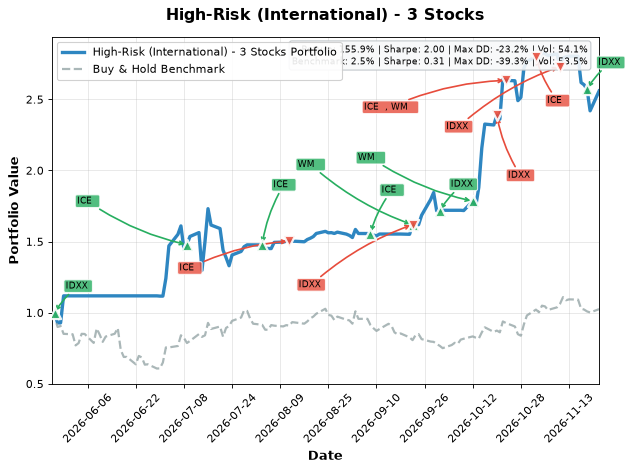 High-Risk (International) - 3 Stocks
High-Risk (International) - 3 Stocks Portfolio
Buy & Hold Benchmark
55.9% | Sharpe: 2.00 | Max DD: -23.2% | Vol: 54.1%
Benchmark: 2.5% | Sharpe: 0.31 | Max DD: -39.3% | Vol: 53.5%
IDXX
ICE
ICE , WM
IDXX
WM
WM
ICE
ICE
IDXX
IDXX
ICE
ICE
IDXX
IDXX
Portfolio Value
2.5
2.0
1.5
1.0
0.5
2026-06-06
2026-06-22
2026-07-08
2026-07-24
2026-08-09
2026-08-25
2026-09-10
2026-09-26
2026-10-12
2026-10-28
2026-11-13
Date